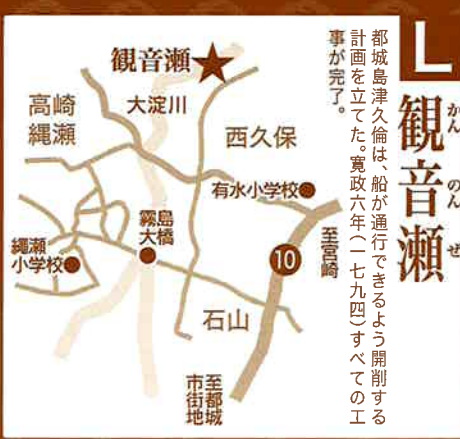 L
観音瀬
かんのんぜ
都城島津久倫は、船が通行できるよう開削する
計画を立てた。寛政六年(一七九四)すべての工
事が完了。
観音瀬
大淀川
高崎
縄瀬
西久保
有水小学校
霧島
大橋
縄瀬
小学校
10
至宮崎
石山
至都城
市街地